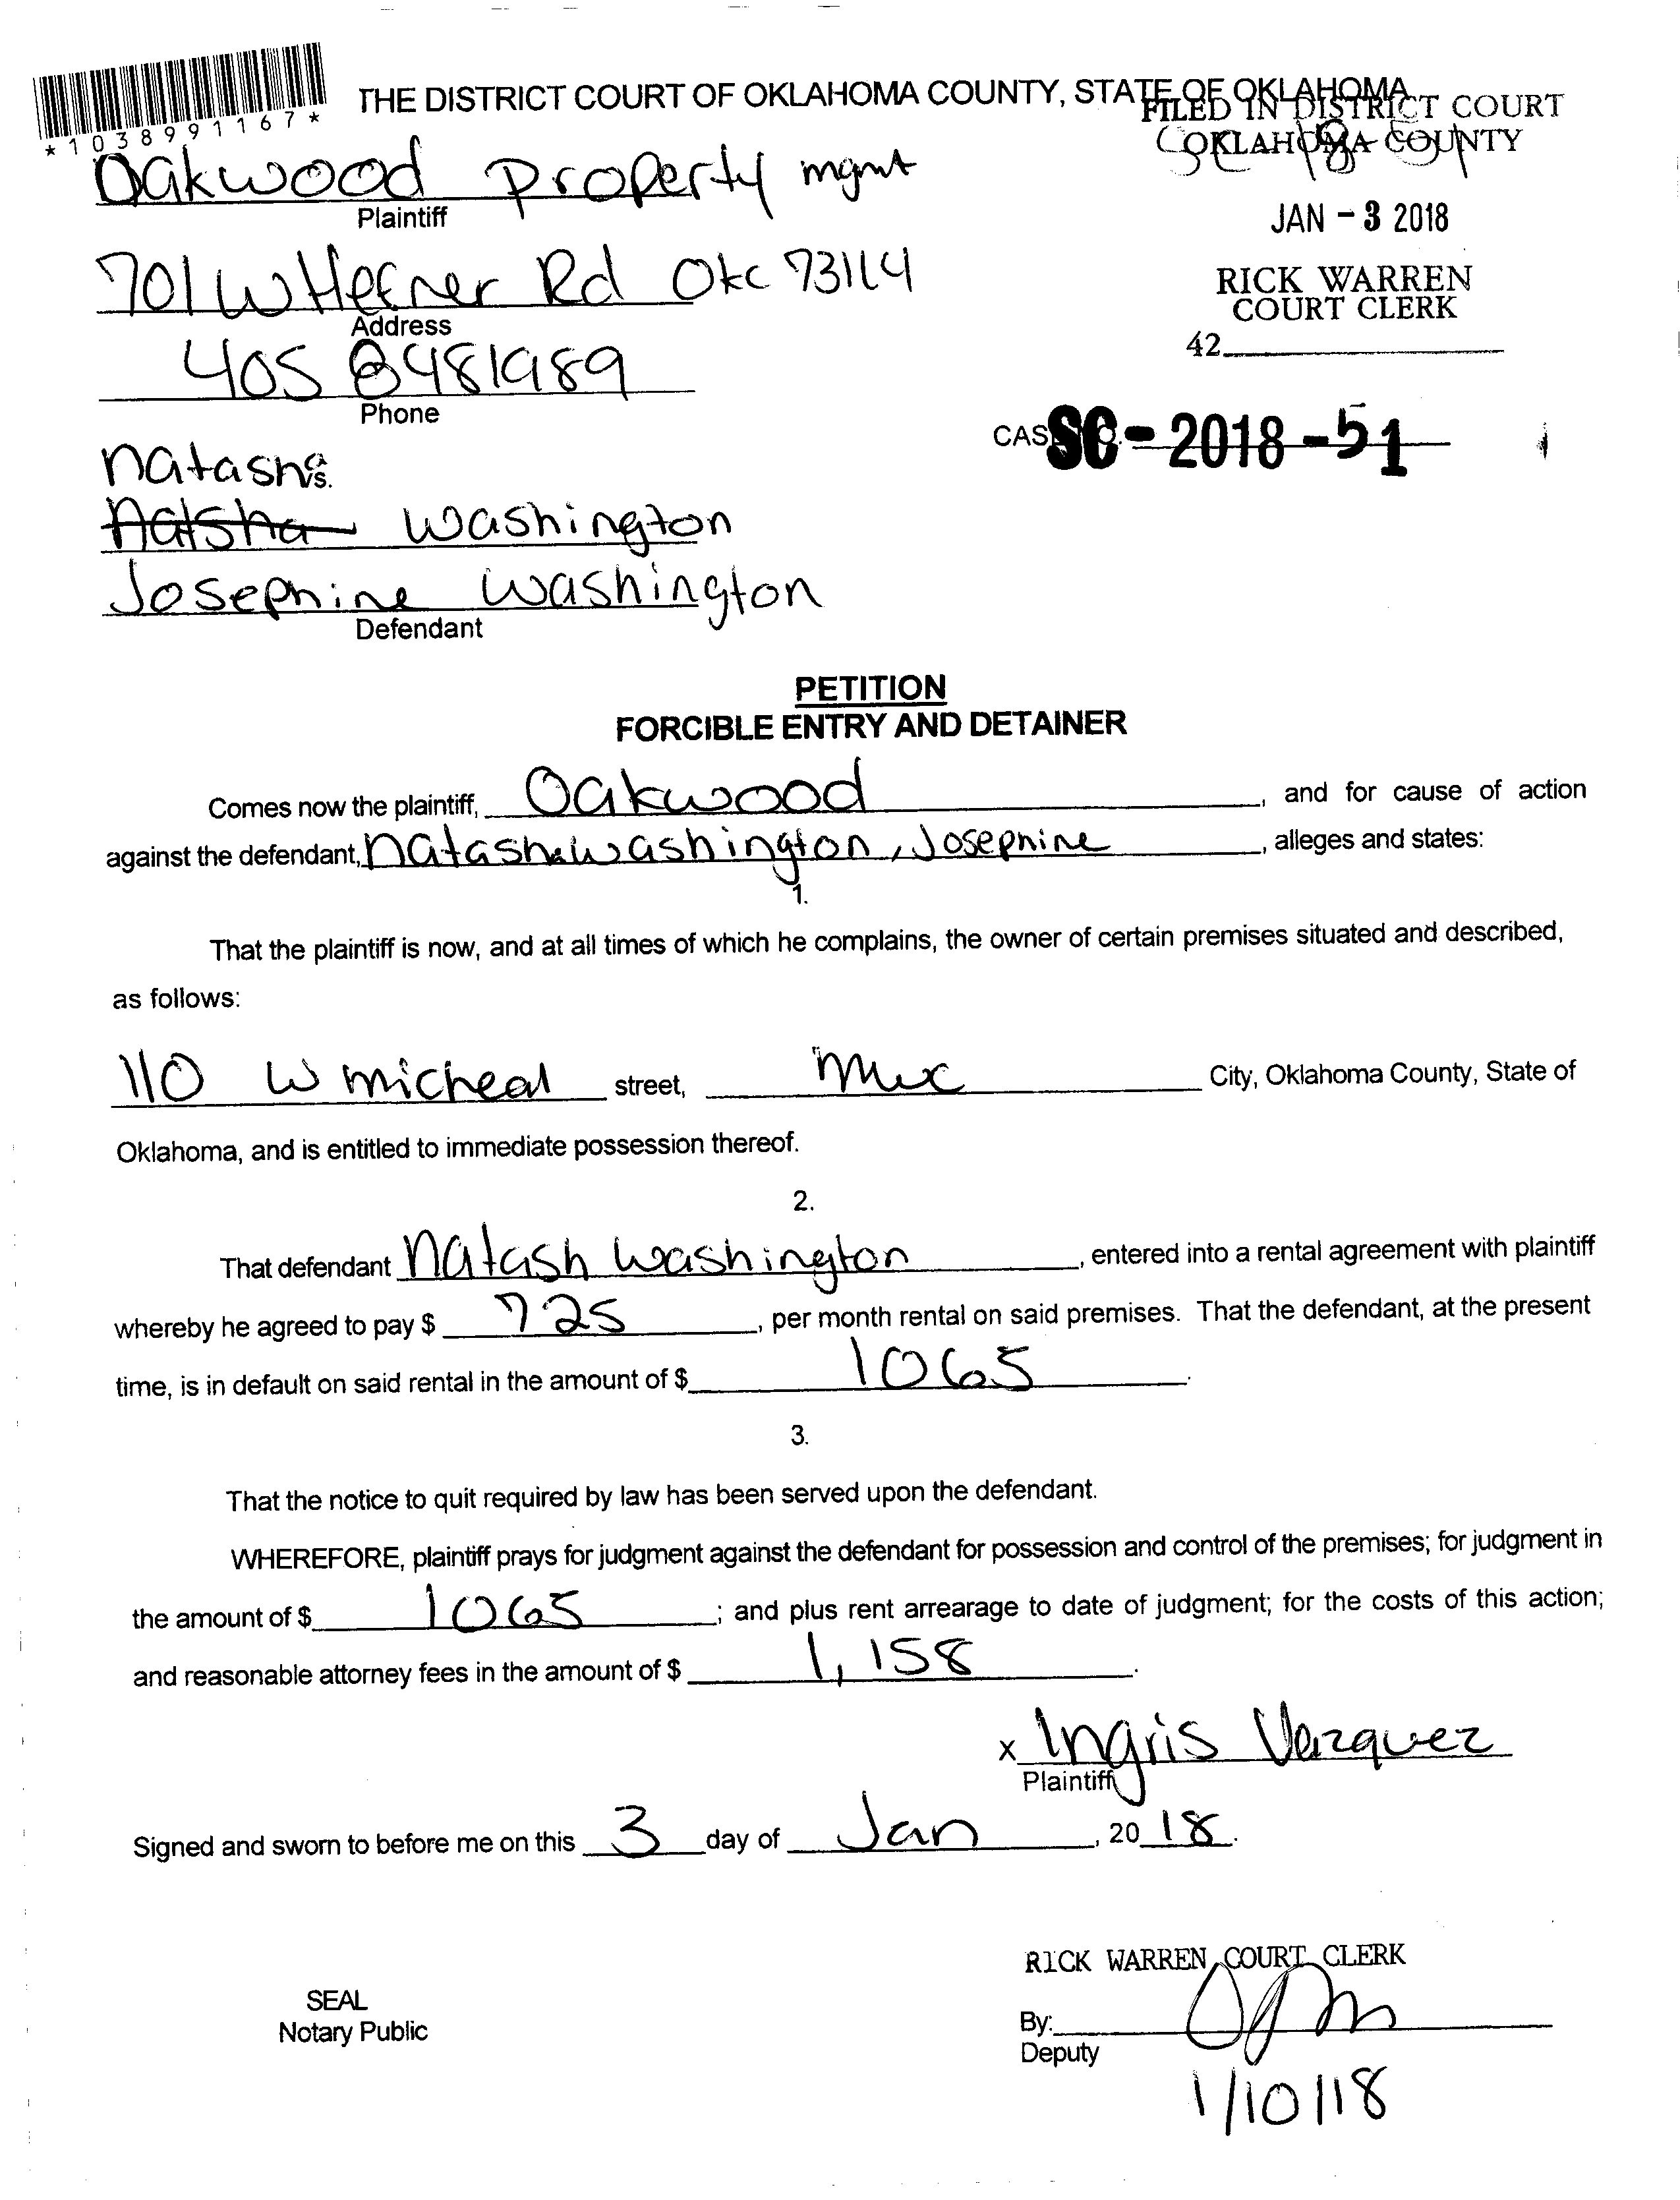 *1038991167*
THE DISTRICT COURT OF OKLAHOMA COUNTY, STATE OF OKLAHOMA
FILED IN DISTRICT COURT
OKLAHOMA COUNTY
Oakwood Property mgmt
Plaintiff
JAN - 3 2018
701 W Hefner Rd Okc 73114
Address
RICK WARREN
COURT CLERK
42
405 8481989
Phone
CASE NO. SC - 2018 - 51
natasha
vs.
natsha washington
Josephine washington
Defendant
PETITION
FORCIBLE ENTRY AND DETAINER
Comes now the plaintiff, Oakwood, and for cause of action
against the defendant, natasha washington, Josephine, alleges and states:
1.
That the plaintiff is now, and at all times of which he complains, the owner of certain premises situated and described,
as follows:
110 W micheal street, mwc City, Oklahoma County, State of
Oklahoma, and is entitled to immediate possession thereof.
2.
That defendant natash washington, entered into a rental agreement with plaintiff
whereby he agreed to pay $ 725, per month rental on said premises. That the defendant, at the present
time, is in default on said rental in the amount of $ 1065.
3.
That the notice to quit required by law has been served upon the defendant.
WHEREFORE, plaintiff prays for judgment against the defendant for possession and control of the premises; for judgment in
the amount of $ 1065; and plus rent arrearage to date of judgment; for the costs of this action;
and reasonable attorney fees in the amount of $ 1,158.
x Ingris Vazquez
Plaintiff
Signed and sworn to before me on this 3 day of Jan, 2018.
RICK WARREN, COURT CLERK
SEAL
Notary Public
By:
Deputy
1/10/18